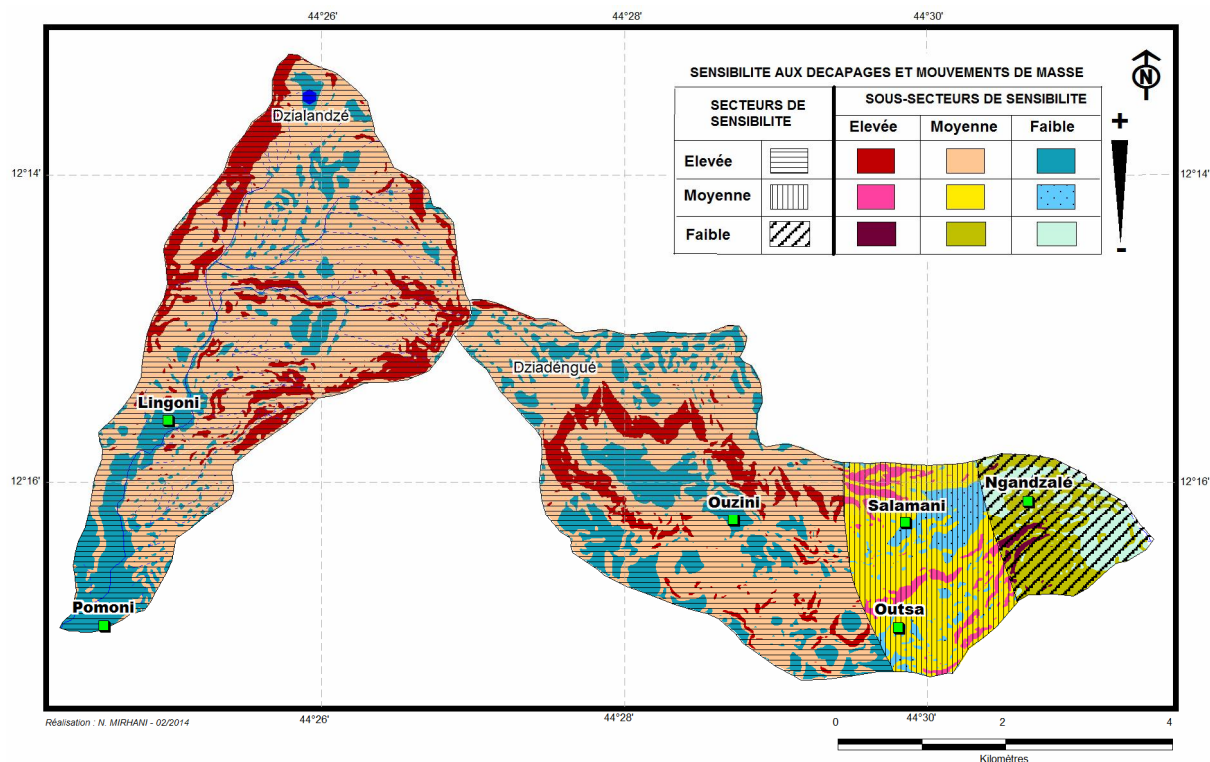 44°26' 44°28' 44°30'
N
SENSIBILITE AUX DECAPAGES ET MOUVEMENTS DE MASSE
SECTEURS DE SENSIBILITE
SOUS-SECTEURS DE SENSIBILITE
Elevée Moyenne Faible
Elevée
Moyenne
Faible
+
-
Dzialandzé
12°14' 12°14'
Dziadéngué
Lingoni
12°16' 12°16'
Ngandzalé
Ouzini
Salamani
Pomoni
Outsa
Réalisation : N. MIRHANI - 02/2014
44°26' 44°28' 44°30'
0 2 4
Kilomètres